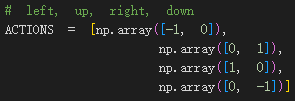 # left, up, right, down
ACTIONS = [np.array([-1, 0]),
np.array([0, 1]),
np.array([1, 0]),
np.array([0, -1])]